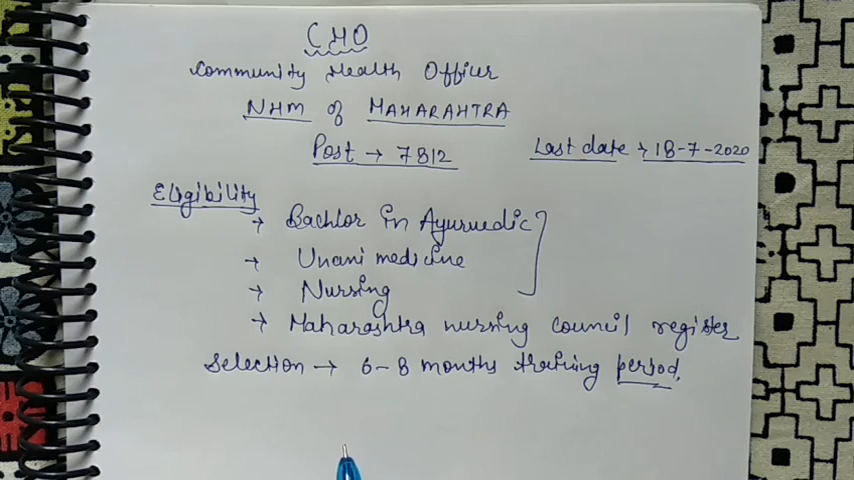 CHO
Community Health Officer
NHM of MAHARAHTRA
Post → 7812 Last date → 18-7-2020
Eligibility
→ Bachlor in Ayurvedic
→ Unani medicine
→ Nursing
→ Maharashtra nursing council register
Selection → 6-8 months training period.